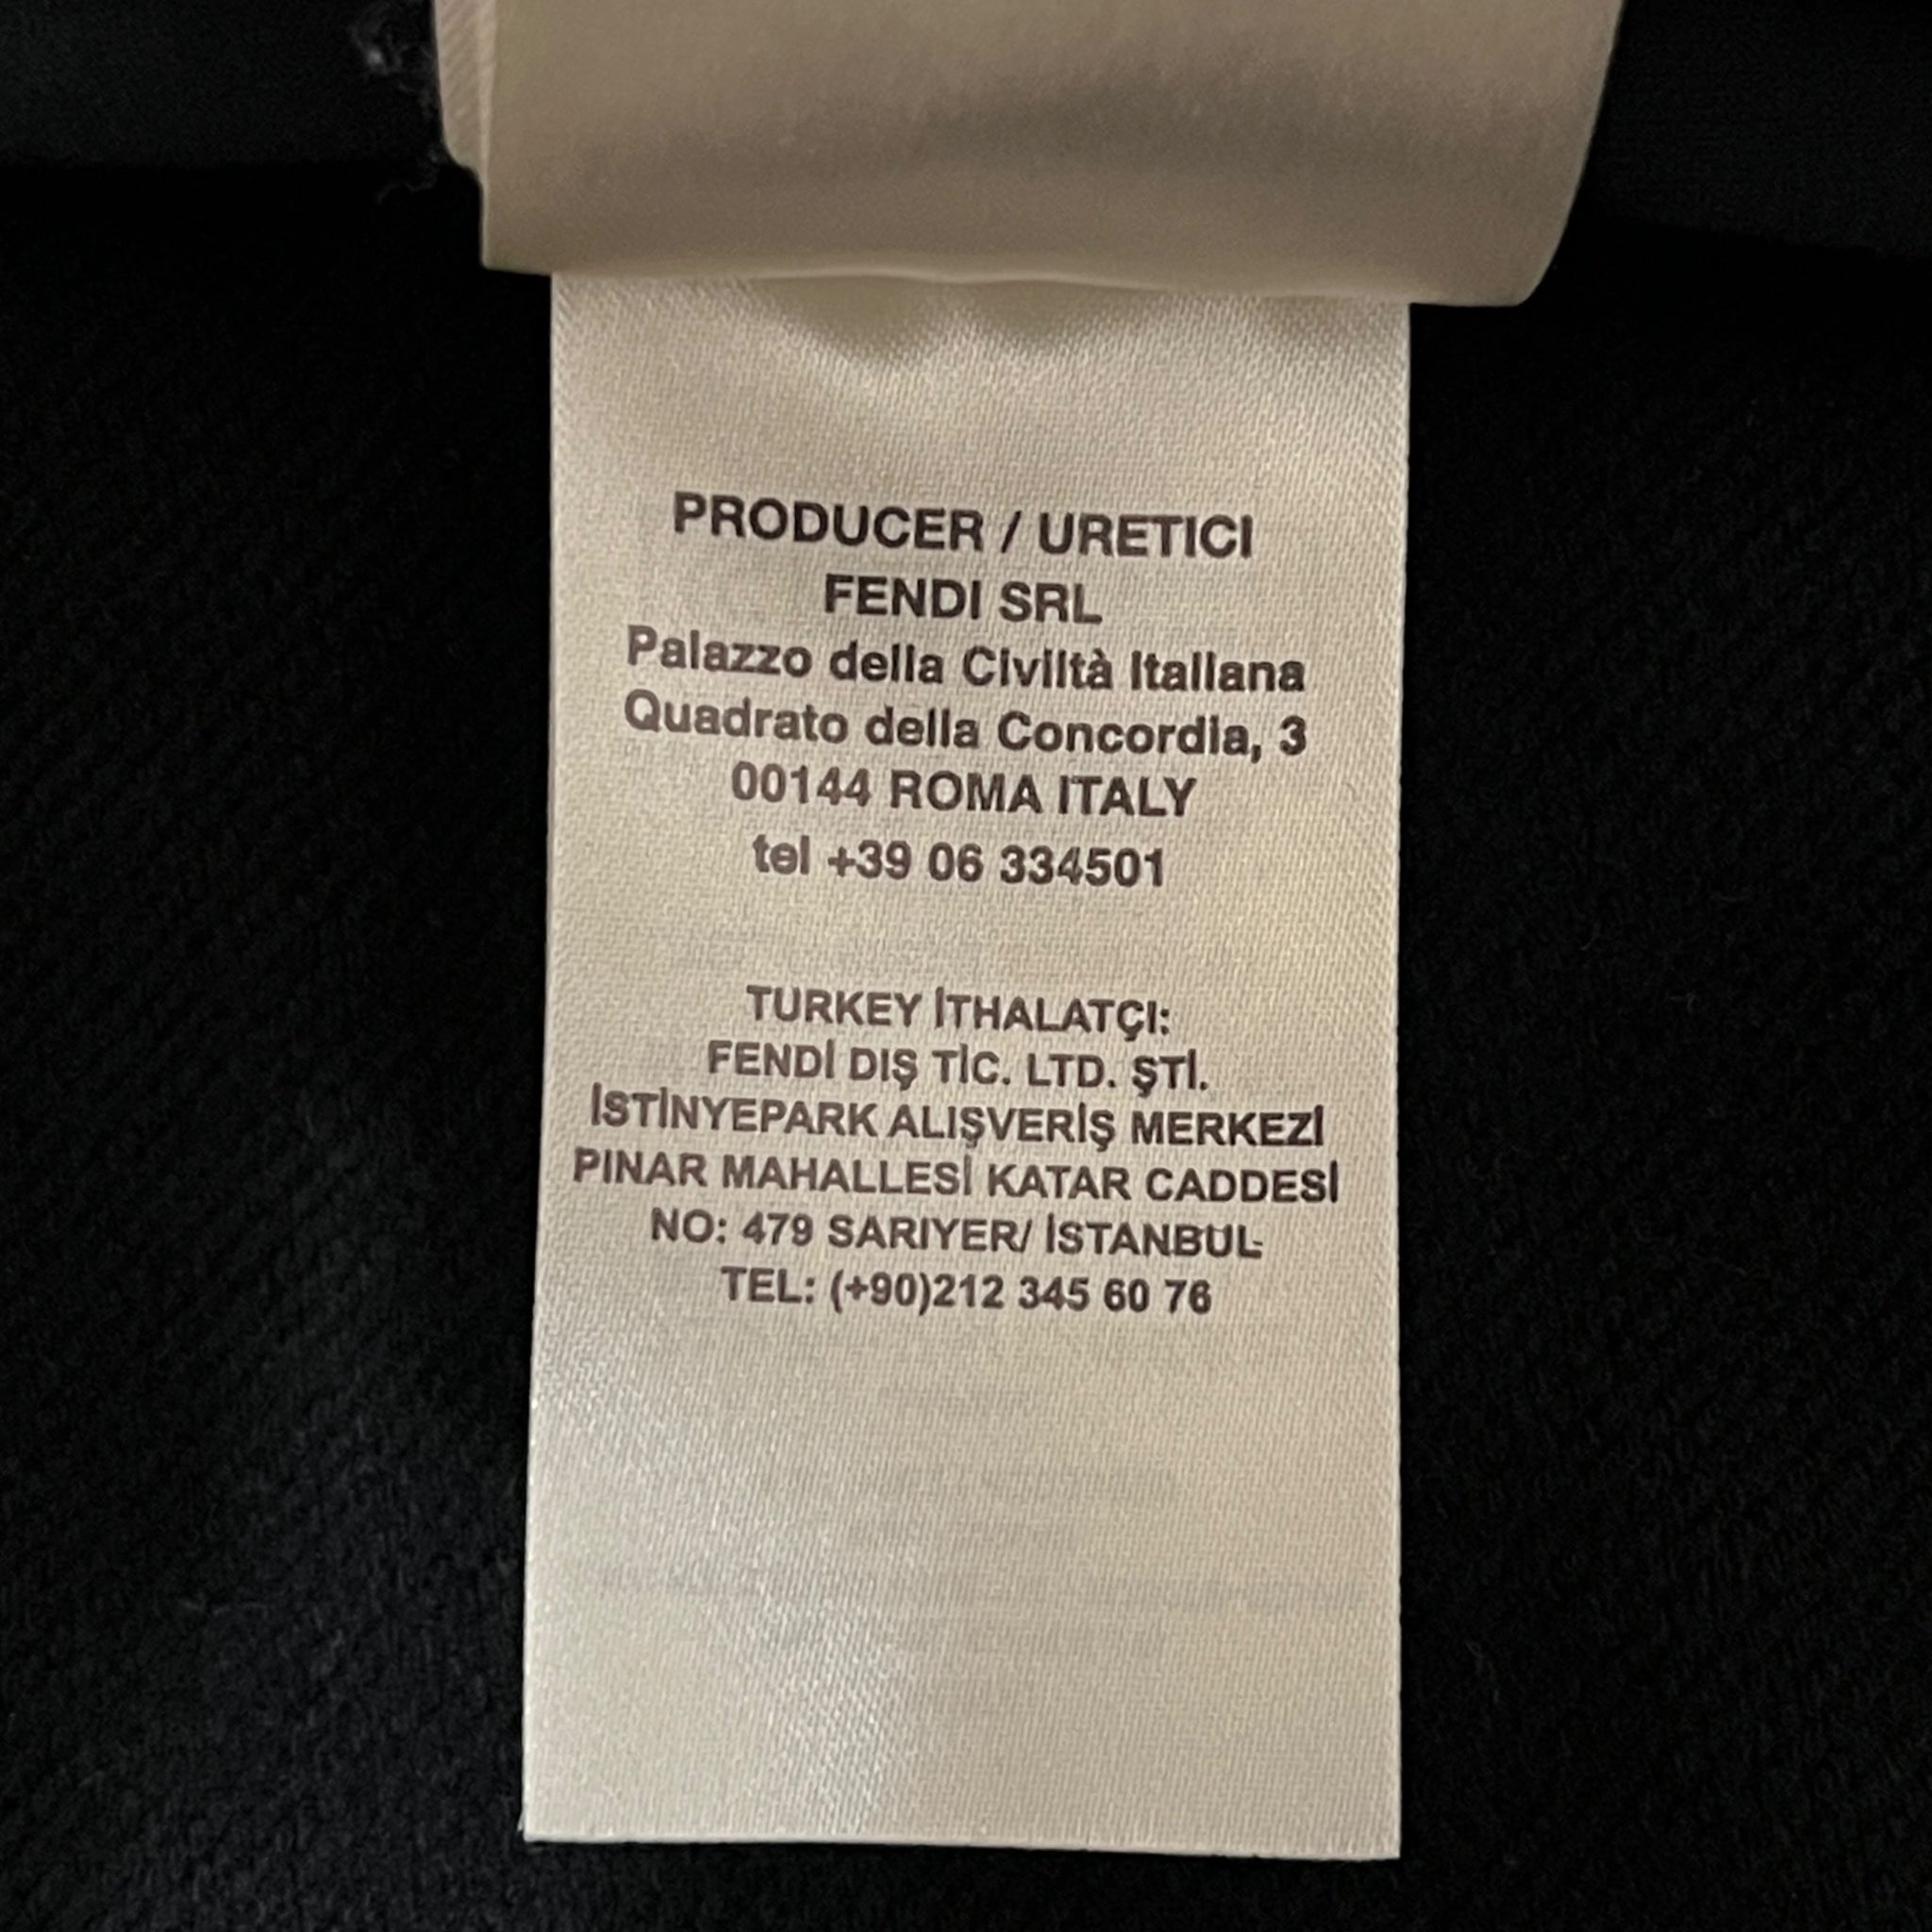 PRODUCER / URETICI
FENDI SRL
Palazzo della Civiltà Italiana
Quadrato della Concordia, 3
00144 ROMA ITALY
tel +39 06 334501
TURKEY İTHALATÇI:
FENDİ DIŞ TİC. LTD. ŞTİ.
İSTİNYEPARK ALIŞVERİŞ MERKEZİ
PINAR MAHALLESİ KATAR CADDESİ
NO: 479 SARIYER/ İSTANBUL
TEL: (+90)212 345 60 76